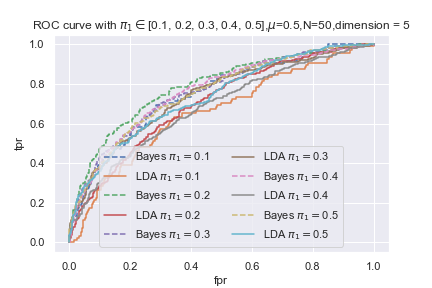 ROC curve with π₁ ∈ [0.1, 0.2, 0.3, 0.4, 0.5],μ=0.5,N=50,dimension = 5
tpr
1.0
0.8
0.6
0.4
0.2
0.0
Bayes π₁ = 0.1
LDA π₁ = 0.1
Bayes π₁ = 0.2
LDA π₁ = 0.2
Bayes π₁ = 0.3
LDA π₁ = 0.3
Bayes π₁ = 0.4
LDA π₁ = 0.4
Bayes π₁ = 0.5
LDA π₁ = 0.5
0.0 0.2 0.4 0.6 0.8 1.0
fpr